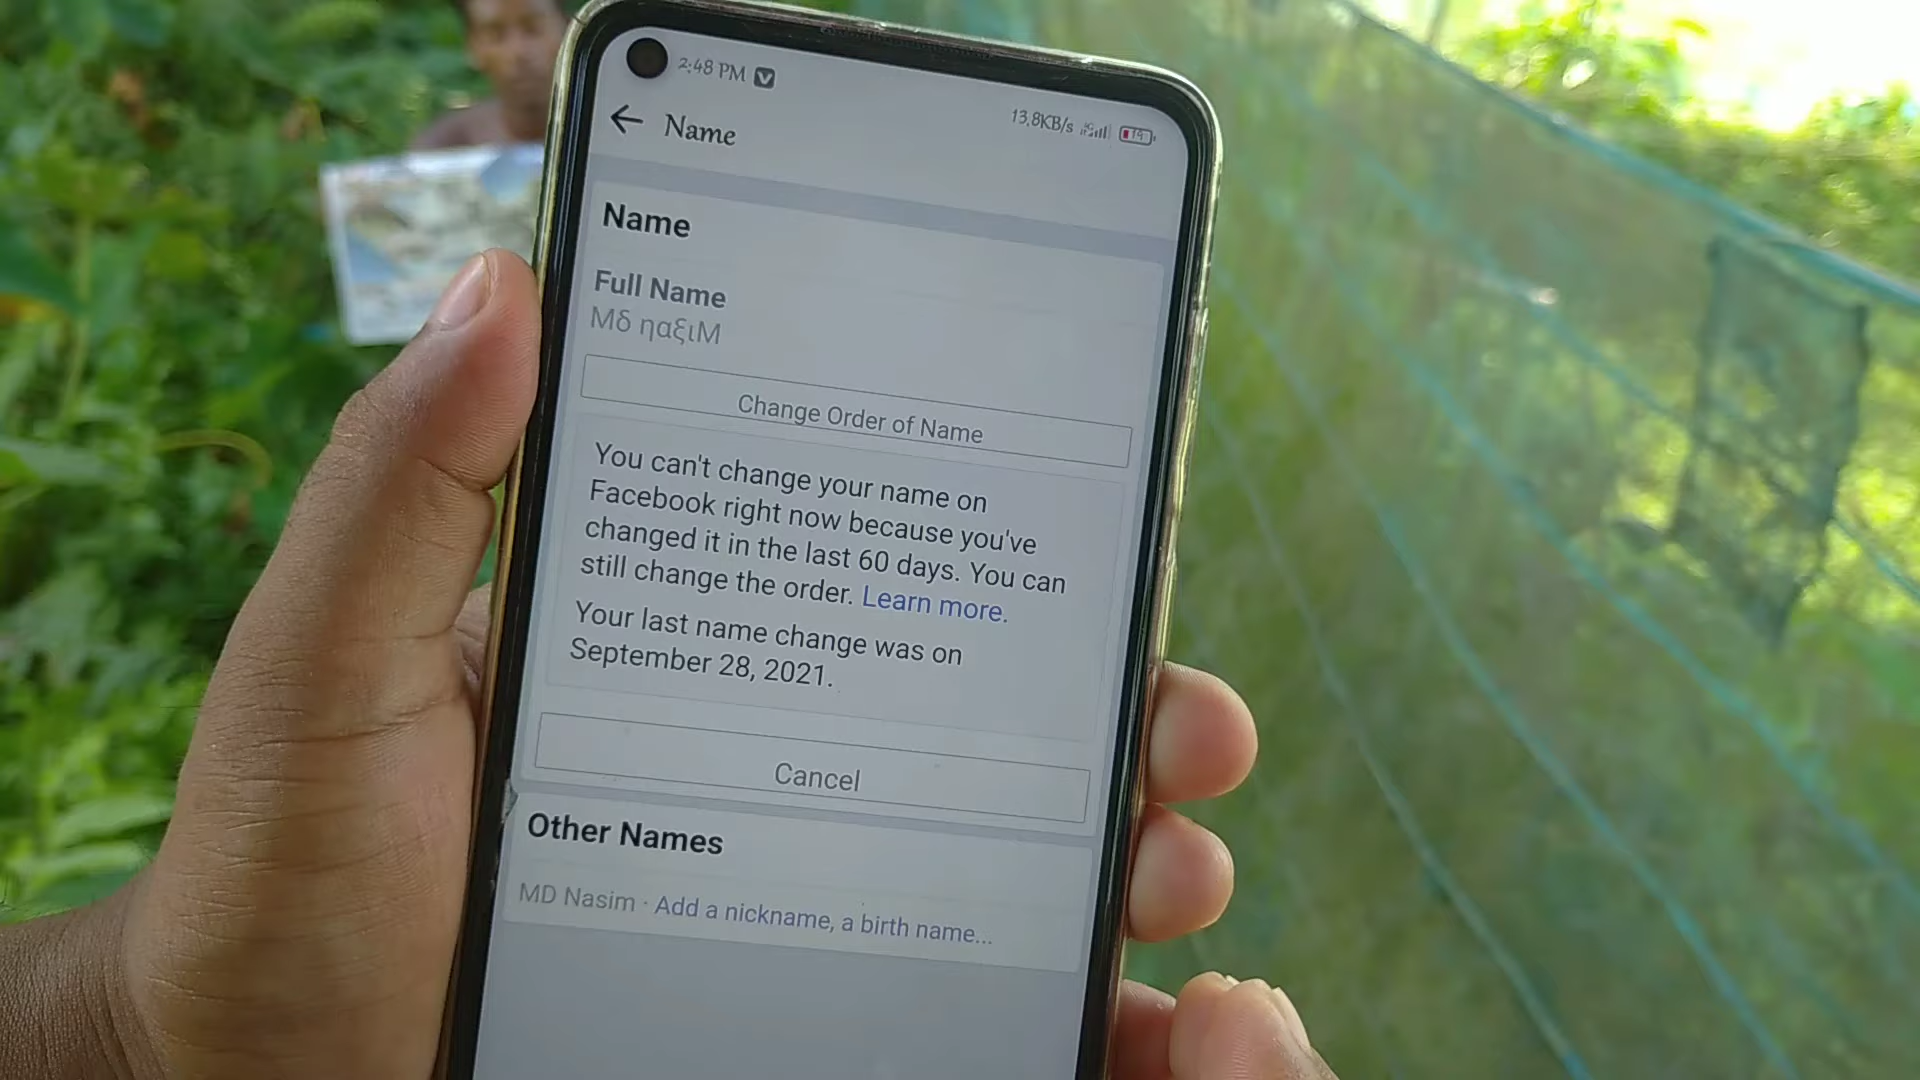 2:48 PM
13,8KB/s
Name
Name
Full Name
Μδ ηαξιΜ
Change Order of Name
You can't change your name on
Facebook right now because you've
changed it in the last 60 days. You can
still change the order. Learn more.
Your last name change was on
September 28, 2021.
Cancel
Other Names
MD Nasim · Add a nickname, a birth name...